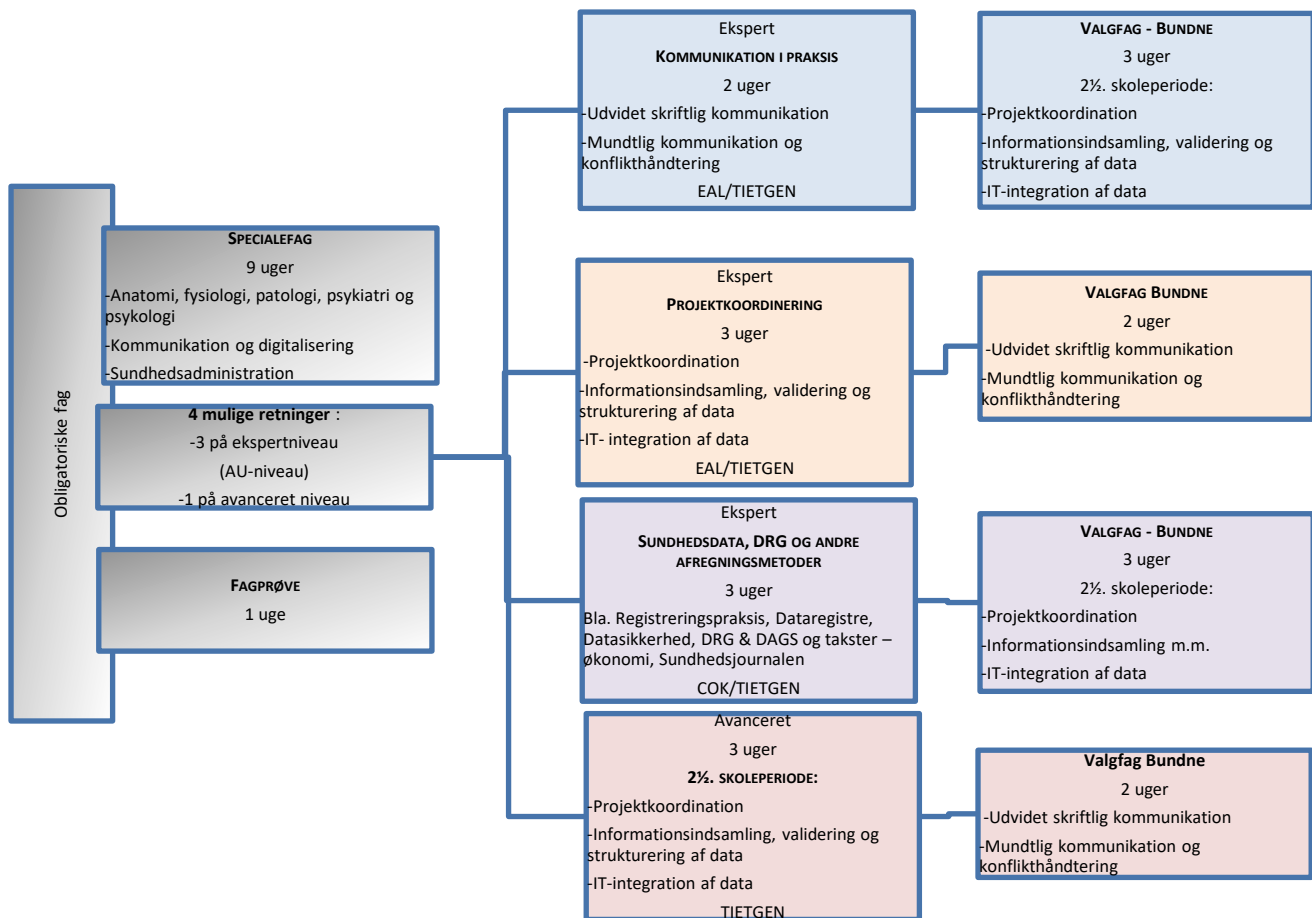 Obligatoriske fag
SPECIALEFAG
9 uger
-Anatomi, fysiologi, patologi, psykiatri og
psykologi
-Kommunikation og digitalisering
-Sundhedsadministration
4 mulige retninger :
-3 på ekspertniveau
(AU-niveau)
-1 på avanceret niveau
FAGPRØVE
1 uge
Ekspert
KOMMUNIKATION I PRAKSIS
2 uger
-Udvidet skriftlig kommunikation
-Mundtlig kommunikation og
konflikthåndtering
EAL/TIETGEN
VALGFAG - BUNDNE
3 uger
2½. skoleperiode:
-Projektkoordination
-Informationsindsamling, validering og
strukturering af data
-IT-integration af data
Ekspert
PROJEKTKOORDINERING
3 uger
-Projektkoordination
-Informationsindsamling, validering og
strukturering af data
-IT- integration af data
EAL/TIETGEN
VALGFAG BUNDNE
2 uger
-Udvidet skriftlig kommunikation
-Mundtlig kommunikation og
konflikthåndtering
Ekspert
SUNDHEDSDATA, DRG OG ANDRE
AFREGNINGSMETODER
3 uger
Bla. Registreringspraksis, Dataregistre,
Datasikkerhed, DRG & DAGS og takster –
økonomi, Sundhedsjournalen
COK/TIETGEN
VALGFAG - BUNDNE
3 uger
2½. skoleperiode:
-Projektkoordination
-Informationsindsamling m.m.
-IT-integration af data
Avanceret
3 uger
2½. SKOLEPERIODE:
-Projektkoordination
-Informationsindsamling, validering og
strukturering af data
-IT-integration af data
TIETGEN
Valgfag Bundne
2 uger
-Udvidet skriftlig kommunikation
-Mundtlig kommunikation og
konflikthåndtering